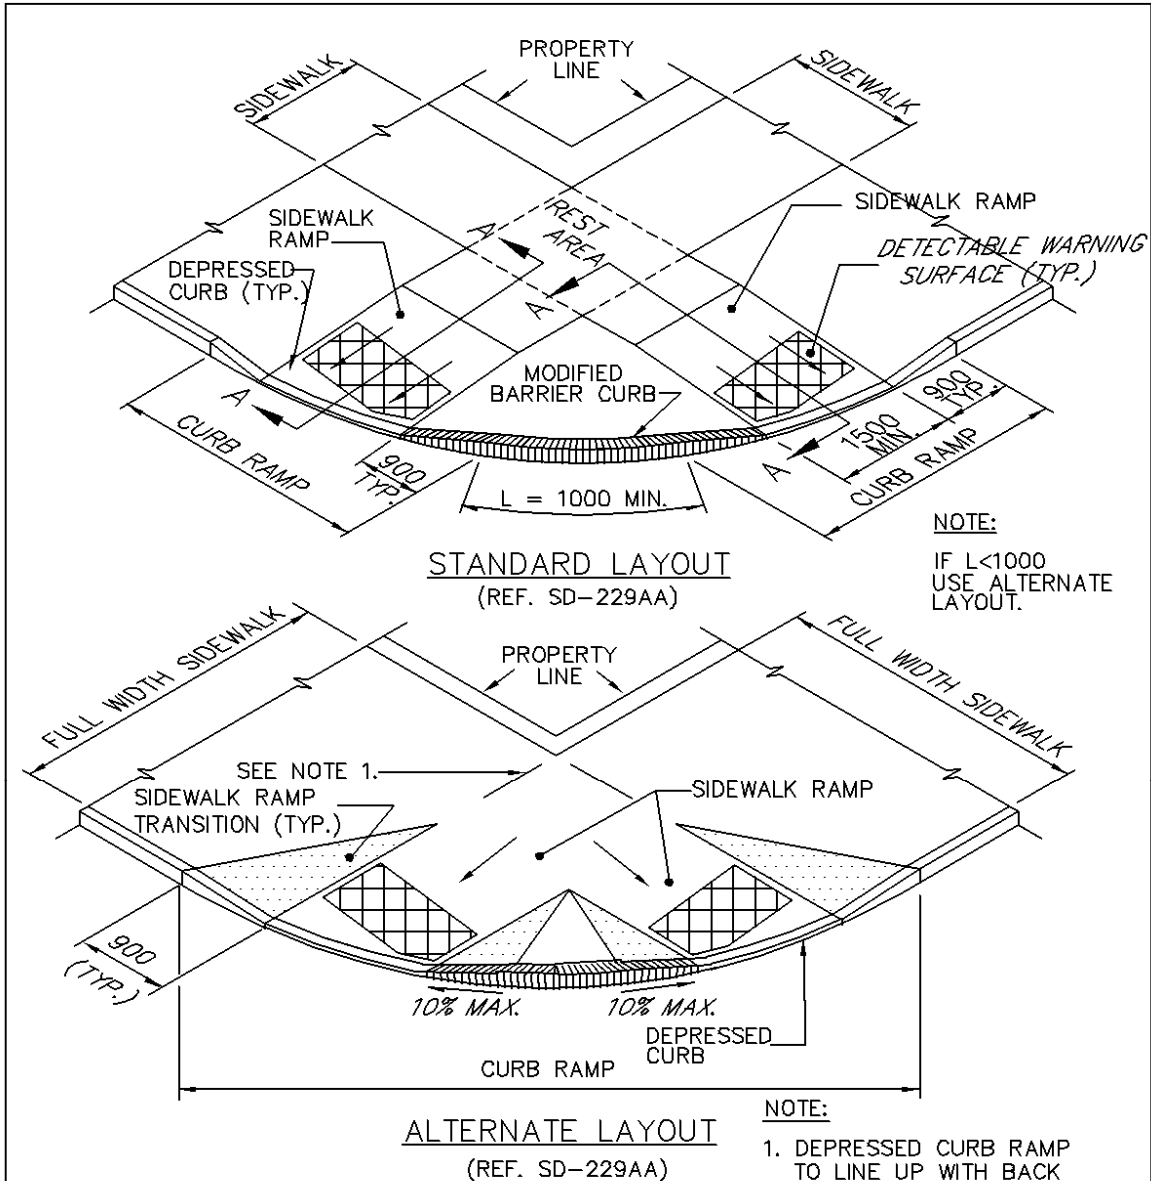 PROPERTY
LINE
SIDEWALK
SIDEWALK
SIDEWALK
RAMP
DEPRESSED
CURB (TYP.)
REST
AREA
A
A
SIDEWALK RAMP
DETECTABLE WARNING
SURFACE (TYP.)
MODIFIED
BARRIER CURB
A
A
CURB RAMP
900
TYP.
L = 1000 MIN.
1500
MIN.
900
TYP.
CURB RAMP
STANDARD LAYOUT
(REF. SD-229AA)
NOTE:
IF L<1000
USE ALTERNATE
LAYOUT.
FULL WIDTH SIDEWALK
PROPERTY
LINE
FULL WIDTH SIDEWALK
SEE NOTE 1.
SIDEWALK RAMP
TRANSITION (TYP.)
SIDEWALK RAMP
900
(TYP.)
10% MAX.
10% MAX.
DEPRESSED
CURB
CURB RAMP
ALTERNATE LAYOUT
(REF. SD-229AA)
NOTE:
1. DEPRESSED CURB RAMP
TO LINE UP WITH BACK